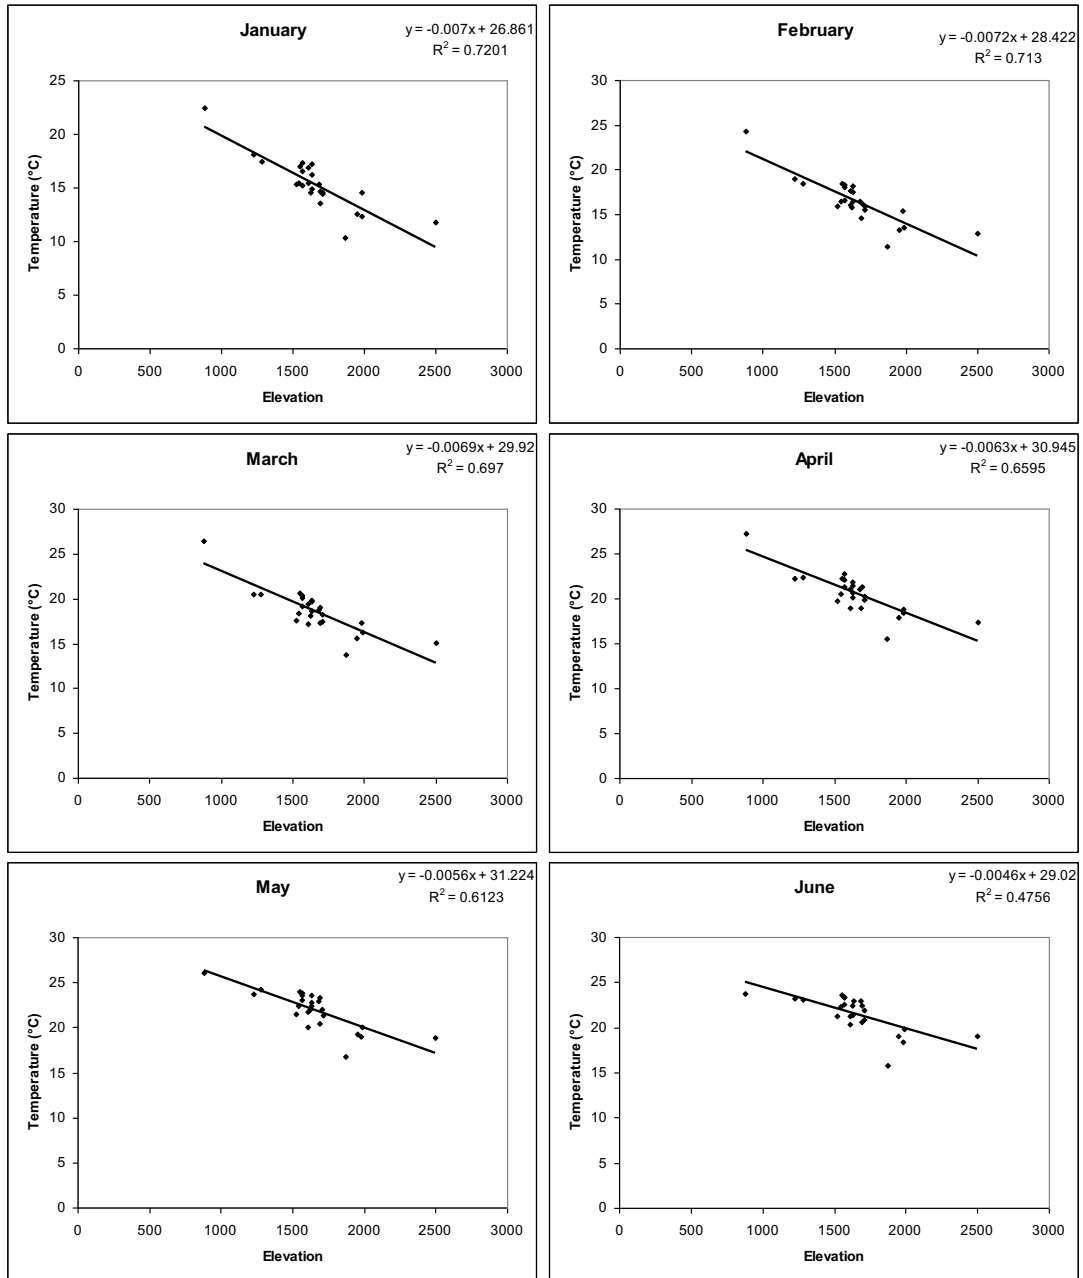 January
y = -0.007x + 26.861
R² = 0.7201
Temperature (°C)
25
20
15
10
5
0
0 500 1000 1500 2000 2500 3000
Elevation
February
y = -0.0072x + 28.422
R² = 0.713
Temperature (°C)
30
25
20
15
10
5
0
0 500 1000 1500 2000 2500 3000
Elevation
March
y = -0.0069x + 29.92
R² = 0.697
Temperature (°C)
30
25
20
15
10
5
0
0 500 1000 1500 2000 2500 3000
Elevation
April
y = -0.0063x + 30.945
R² = 0.6595
Temperature (°C)
30
25
20
15
10
5
0
0 500 1000 1500 2000 2500 3000
Elevation
May
y = -0.0056x + 31.224
R² = 0.6123
Temperature (°C)
30
25
20
15
10
5
0
0 500 1000 1500 2000 2500 3000
Elevation
June
y = -0.0046x + 29.02
R² = 0.4756
Temperature (°C)
30
25
20
15
10
5
0
0 500 1000 1500 2000 2500 3000
Elevation